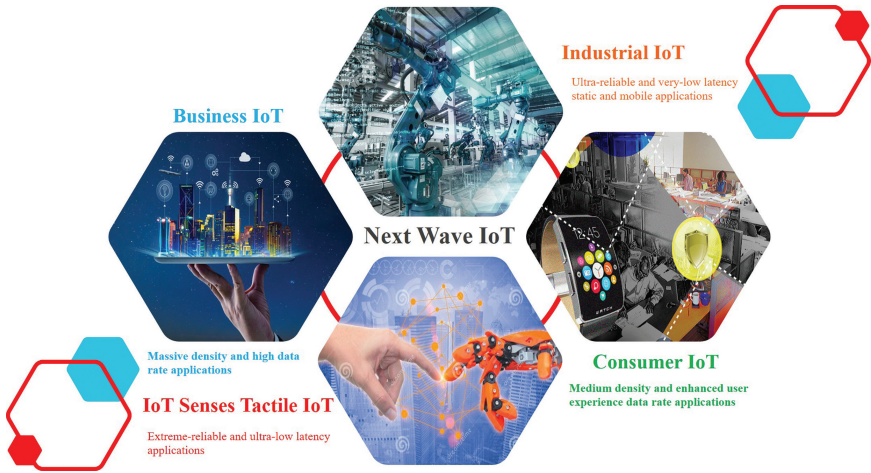 Industrial IoT
Ultra-reliable and very-low latency
static and mobile applications
Business IoT
Next Wave IoT
Massive density and high data
rate applications
Consumer IoT
Medium density and enhanced user
experience data rate applications
IoT Senses Tactile IoT
Extreme-reliable and ultra-low latency
applications